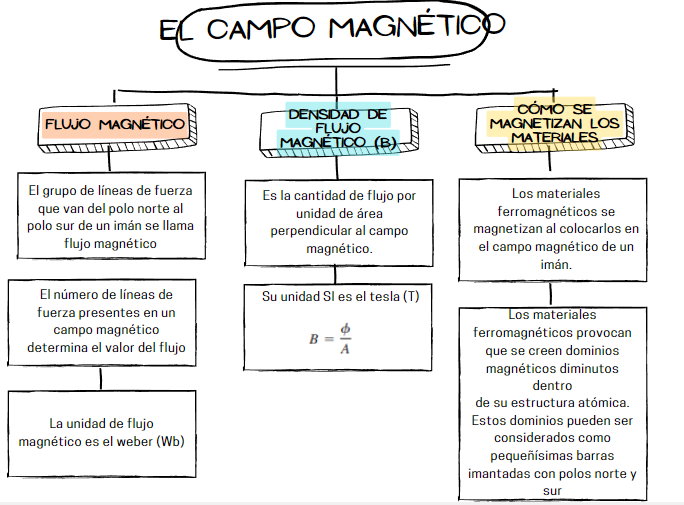 EL CAMPO MAGNÉTICO
FLUJO MAGNÉTICO
El grupo de líneas de fuerza
que van del polo norte al
polo sur de un imán se llama
flujo magnético
El número de líneas de
fuerza presentes en un
campo magnético
determina el valor del flujo
La unidad de flujo
magnético es el weber (Wb)
DENSIDAD DE
FLUJO
MAGNÉTICO (B)
Es la cantidad de flujo por
unidad de área
perpendicular al campo
magnético.
Su unidad SI es el tesla (T)
B = ϕ/A
CÓMO SE
MAGNETIZAN LOS
MATERIALES
Los materiales
ferromagnéticos se
magnetizan al colocarlos en
el campo magnético de un
imán.
Los materiales
ferromagnéticos provocan
que se creen dominios
magnéticos diminutos
dentro
de su estructura atómica.
Estos dominios pueden ser
considerados como
pequeñísimas barras
imantadas con polos norte y
sur